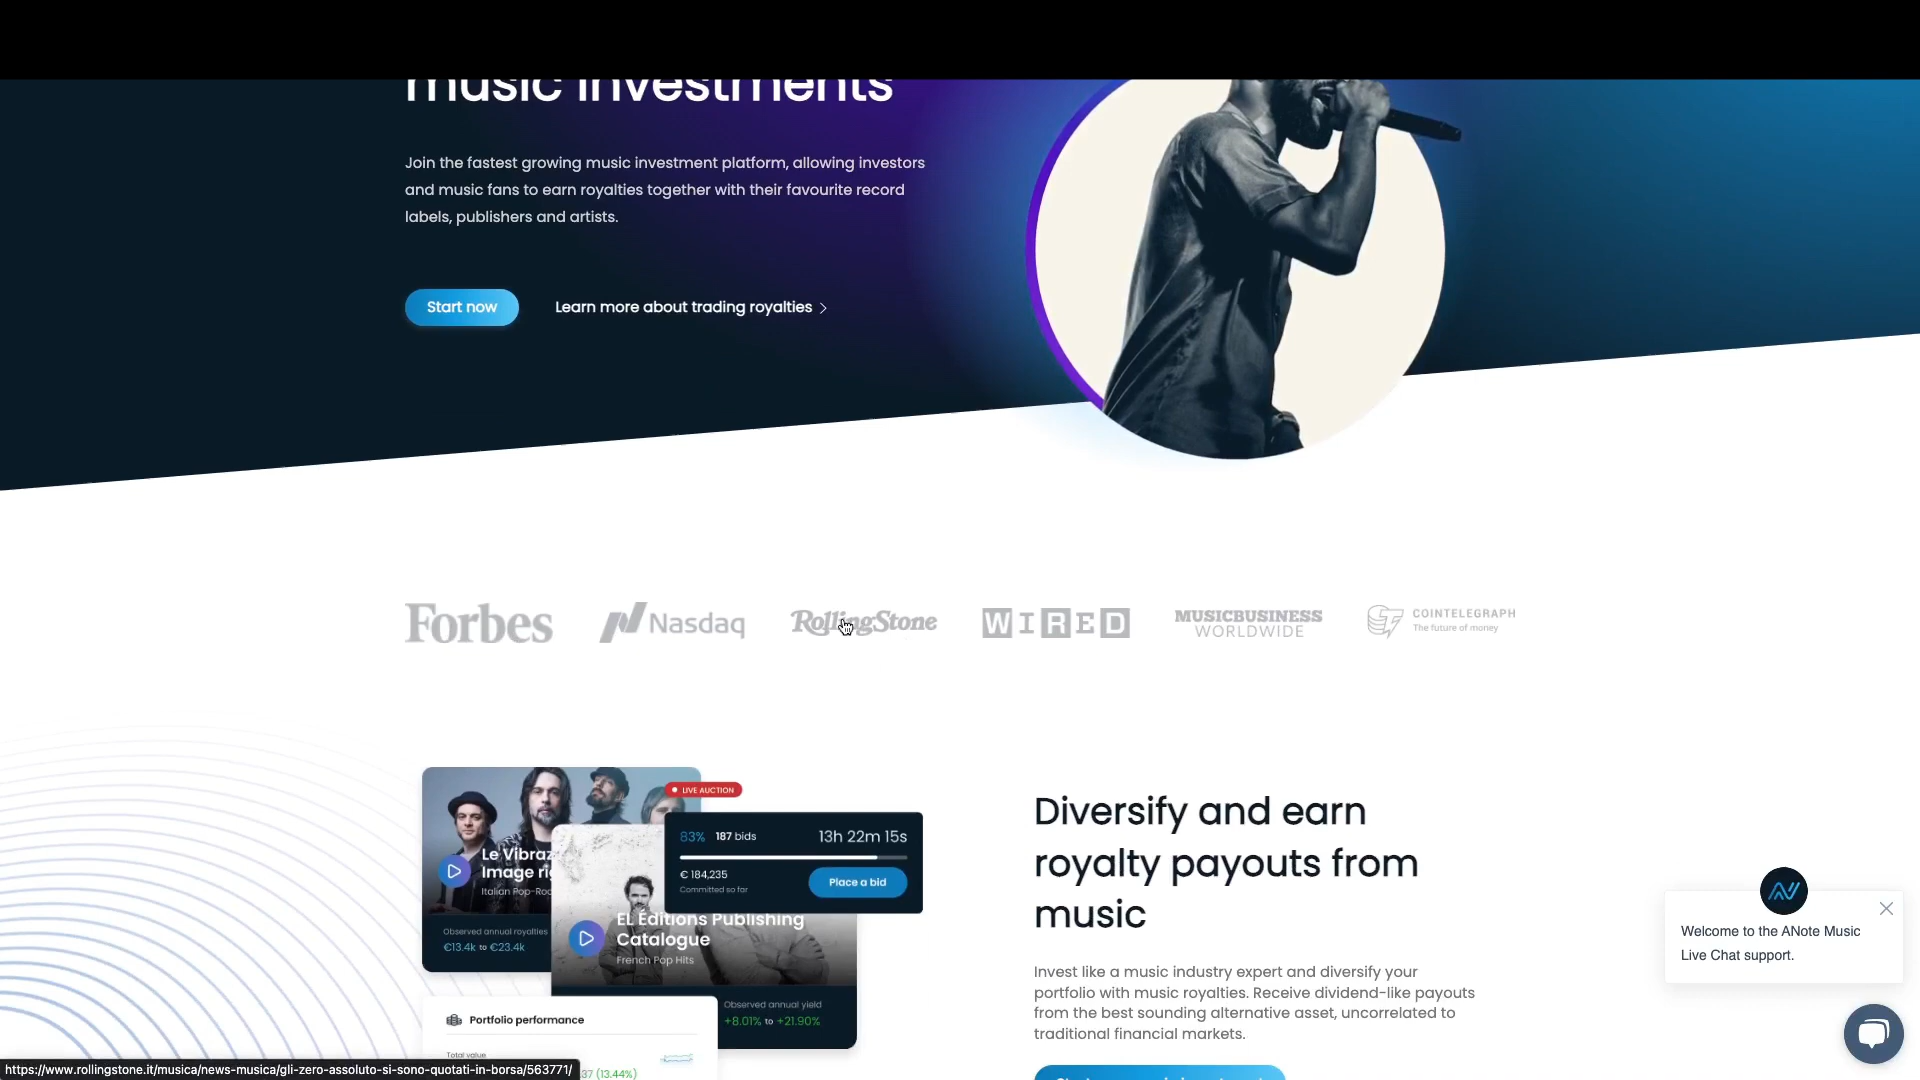 music investments
Join the fastest growing music investment platform, allowing investors
and music fans to earn royalties together with their favourite record
labels, publishers and artists.
Start now
Learn more about trading royalties
Forbes
Nasdaq
RollingStone
WIRED
MUSICBUSINESS
WORLDWIDE
COINTELEGRAPH
The future of money
LIVE AUCTION
83% 187 bids 13h 22m 15s
€ 184,235
Committed so far
Place a bid
Le Vibraz
Image ri
Italian Pop-Roc
Observed annual royalties
€13.4k to €23.4k
EL Editions Publishing
Catalogue
French Pop Hits
Observed annual yield
+8.01% to +21.90%
Portfolio performance
Total value
37 (13.44%)
Diversify and earn
royalty payouts from
music
Invest like a music industry expert and diversify your
portfolio with music royalties. Receive dividend-like payouts
from the best sounding alternative asset, uncorrelated to
traditional financial markets.
Welcome to the ANote Music
Live Chat support.
https://www.rollingstone.it/musica/news-musica/gli-zero-assoluto-si-sono-quotati-in-borsa/563771/